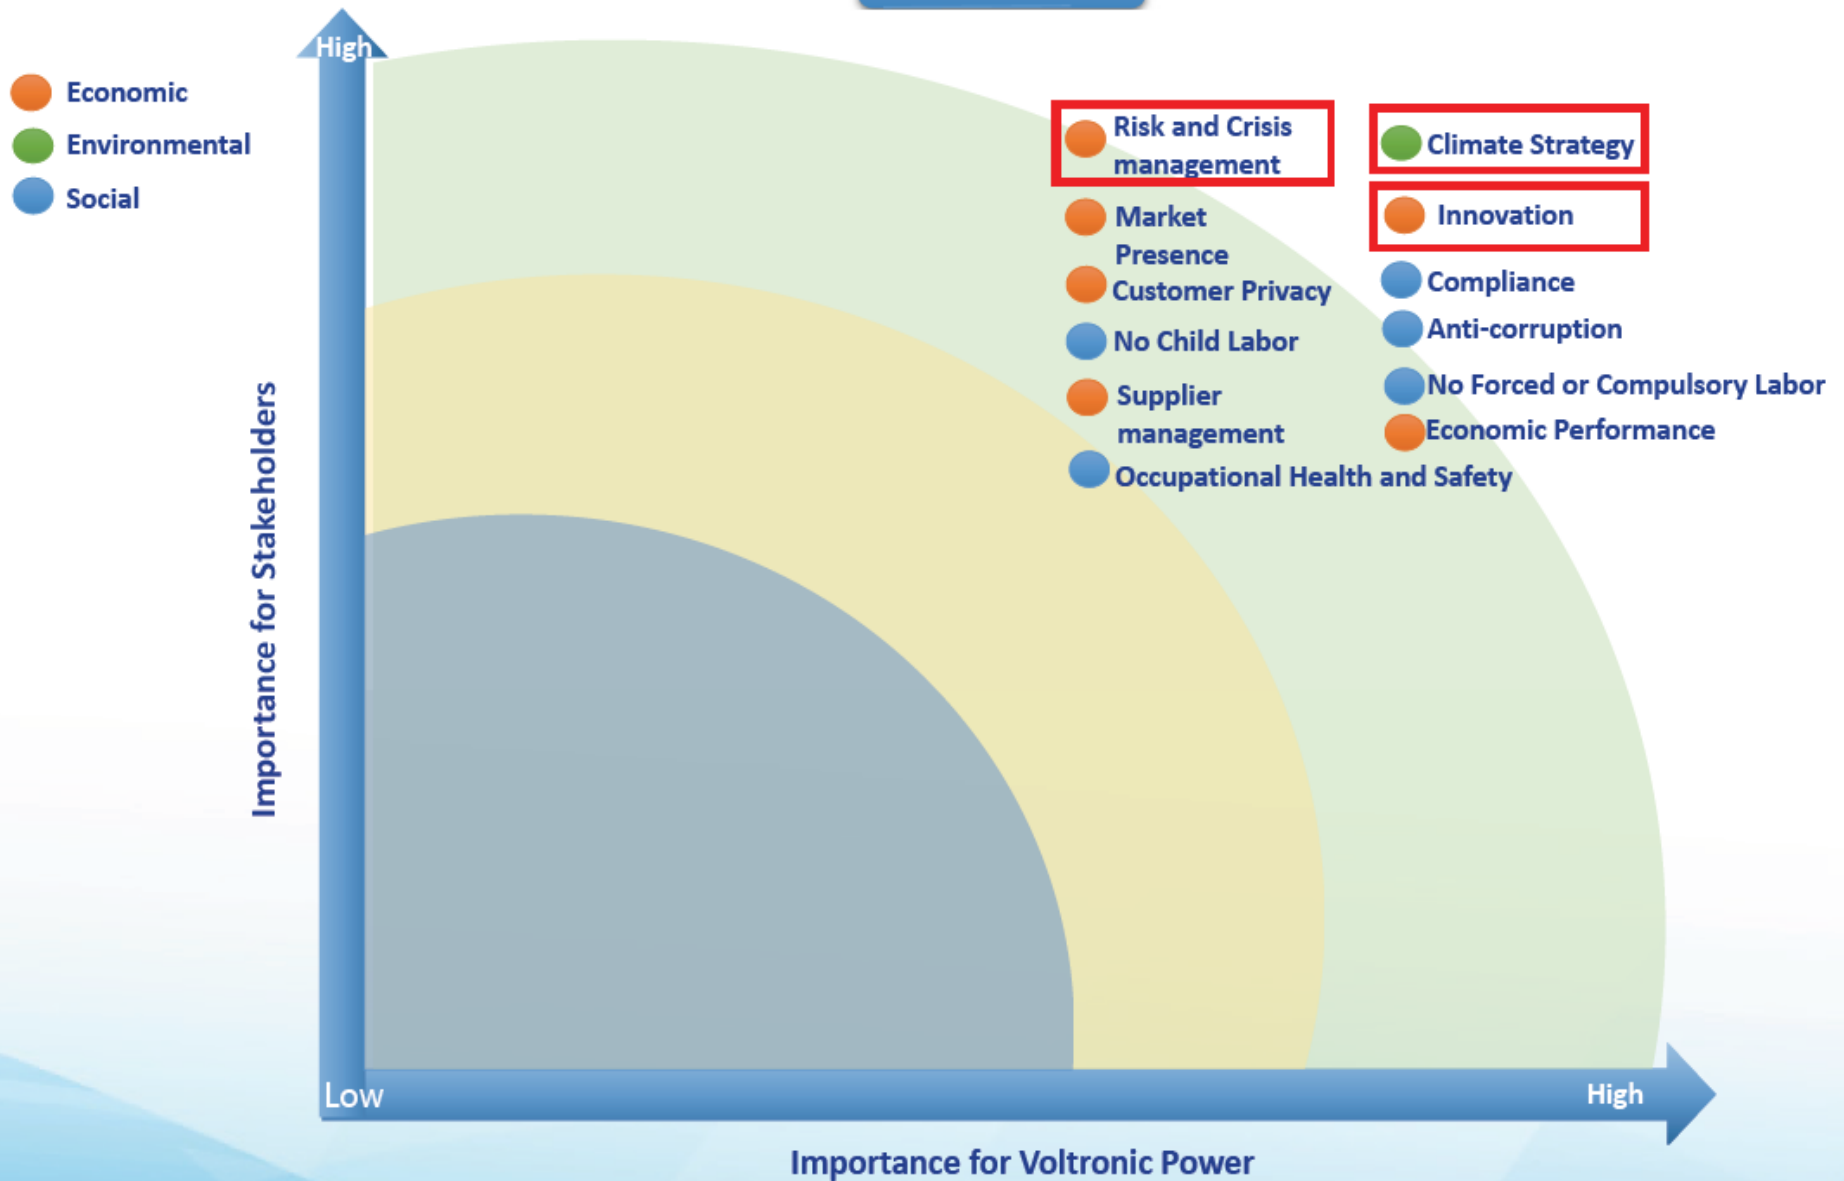 High
Economic
Environmental
Social
Risk and Crisis
management
Market
Presence
Customer Privacy
No Child Labor
Supplier
management
Occupational Health and Safety
Climate Strategy
Innovation
Compliance
Anti-corruption
No Forced or Compulsory Labor
Economic Performance
Importance for Stakeholders
Low
High
Importance for Voltronic Power